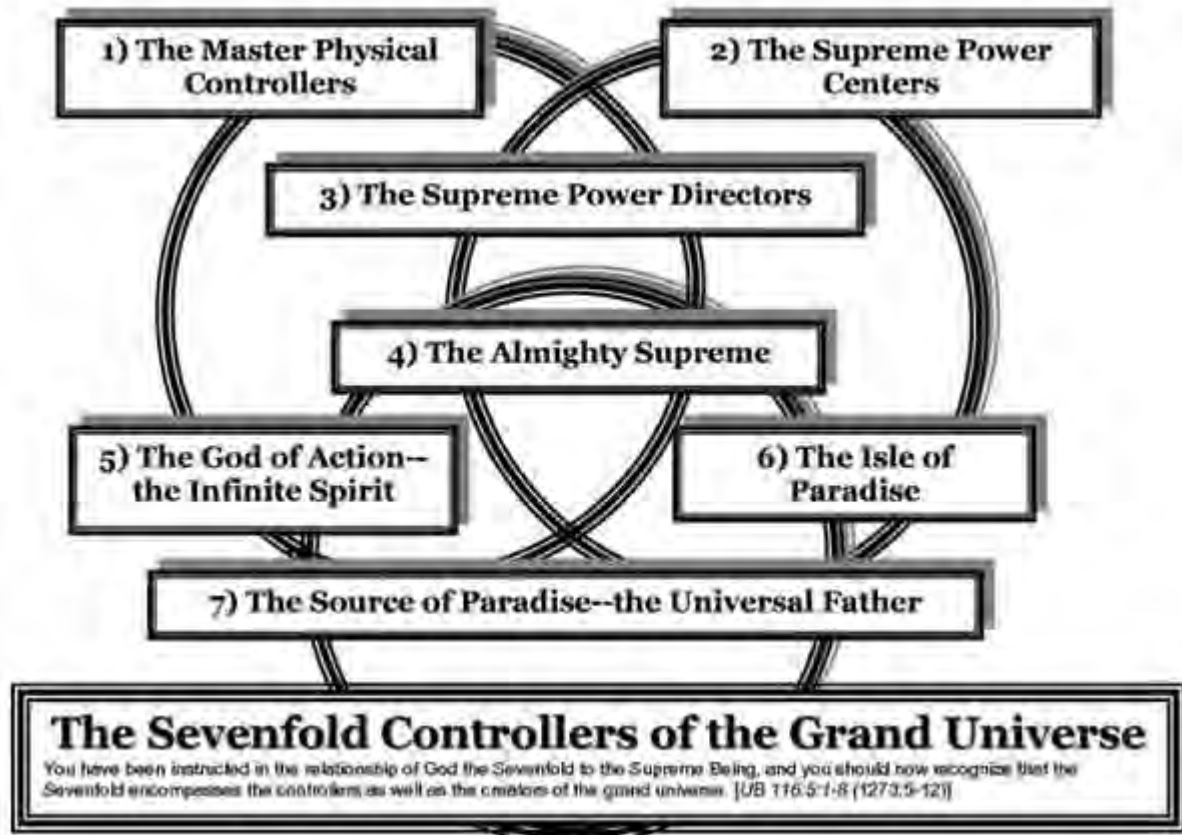 1) The Master Physical
Controllers
2) The Supreme Power
Centers
3) The Supreme Power Directors
4) The Almighty Supreme
5) The God of Action--
the Infinite Spirit
6) The Isle of
Paradise
7) The Source of Paradise--the Universal Father
The Sevenfold Controllers of the Grand Universe
You have been instructed in the relationship of God the Sevenfold to the Supreme Being, and you should now recognize that the
Sevenfold encompasses the controllers as well as the creators of the grand universe. [UB 116:5.1-8 (1273.5-12)]